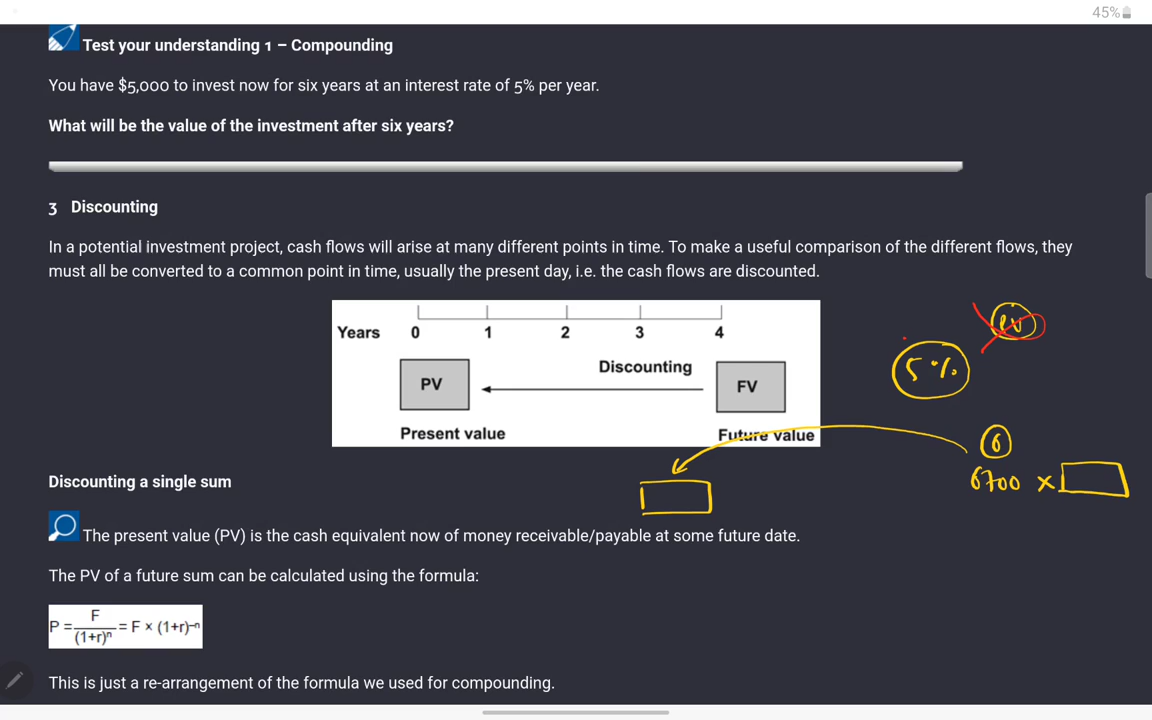 45%
Test your understanding 1 – Compounding
You have $5,000 to invest now for six years at an interest rate of 5% per year.
What will be the value of the investment after six years?
3 Discounting
In a potential investment project, cash flows will arise at many different points in time. To make a useful comparison of the different flows, they
must all be converted to a common point in time, usually the present day, i.e. the cash flows are discounted.
Years 0 1 2 3 4
PV
Discounting
FV
Present value
Future value
PV
5%
6
6700 ×
Discounting a single sum
The present value (PV) is the cash equivalent now of money receivable/payable at some future date.
The PV of a future sum can be calculated using the formula:
P = F/(1+r)ⁿ = F × (1+r)⁻ⁿ
This is just a re-arrangement of the formula we used for compounding.